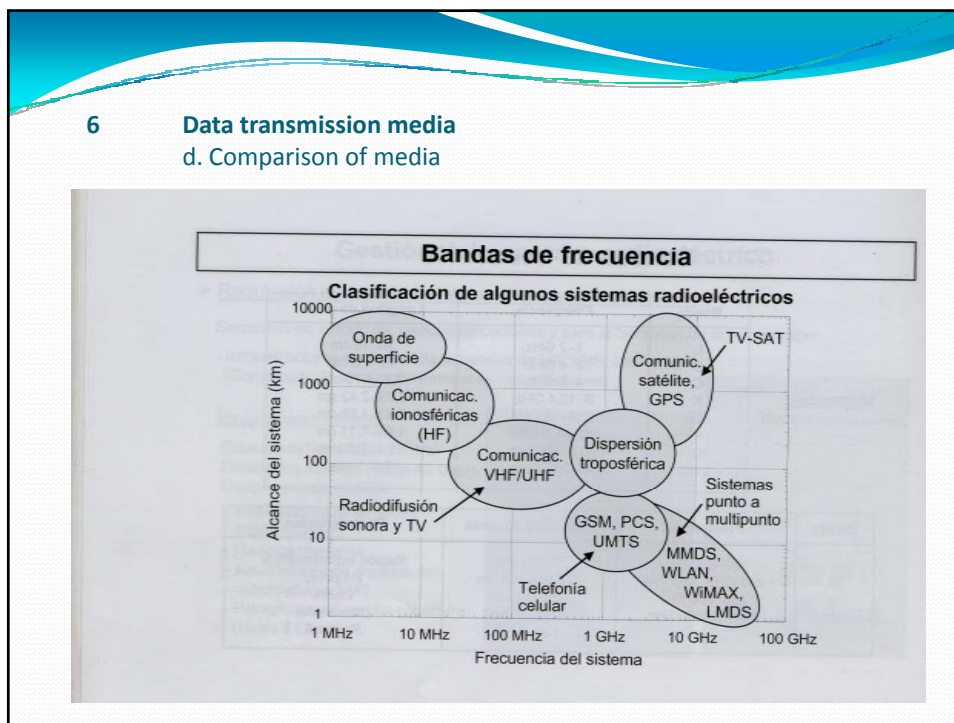 6 Data transmission media
d. Comparison of media
Bandas de frecuencia
Clasificación de algunos sistemas radioeléctricos
Alcance del sistema (km)
10000
1000
100
10
1
Onda de
superficie
Comunicac.
ionosféricas
(HF)
Comunicac.
VHF/UHF
Radiodifusión
sonora y TV
Dispersión
troposférica
Comunic.
satélite,
GPS
TV-SAT
Sistemas
punto a
multipunto
GSM, PCS,
UMTS
Telefonía
celular
MMDS,
WLAN,
WiMAX,
LMDS
1 MHz 10 MHz 100 MHz 1 GHz 10 GHz 100 GHz
Frecuencia del sistema